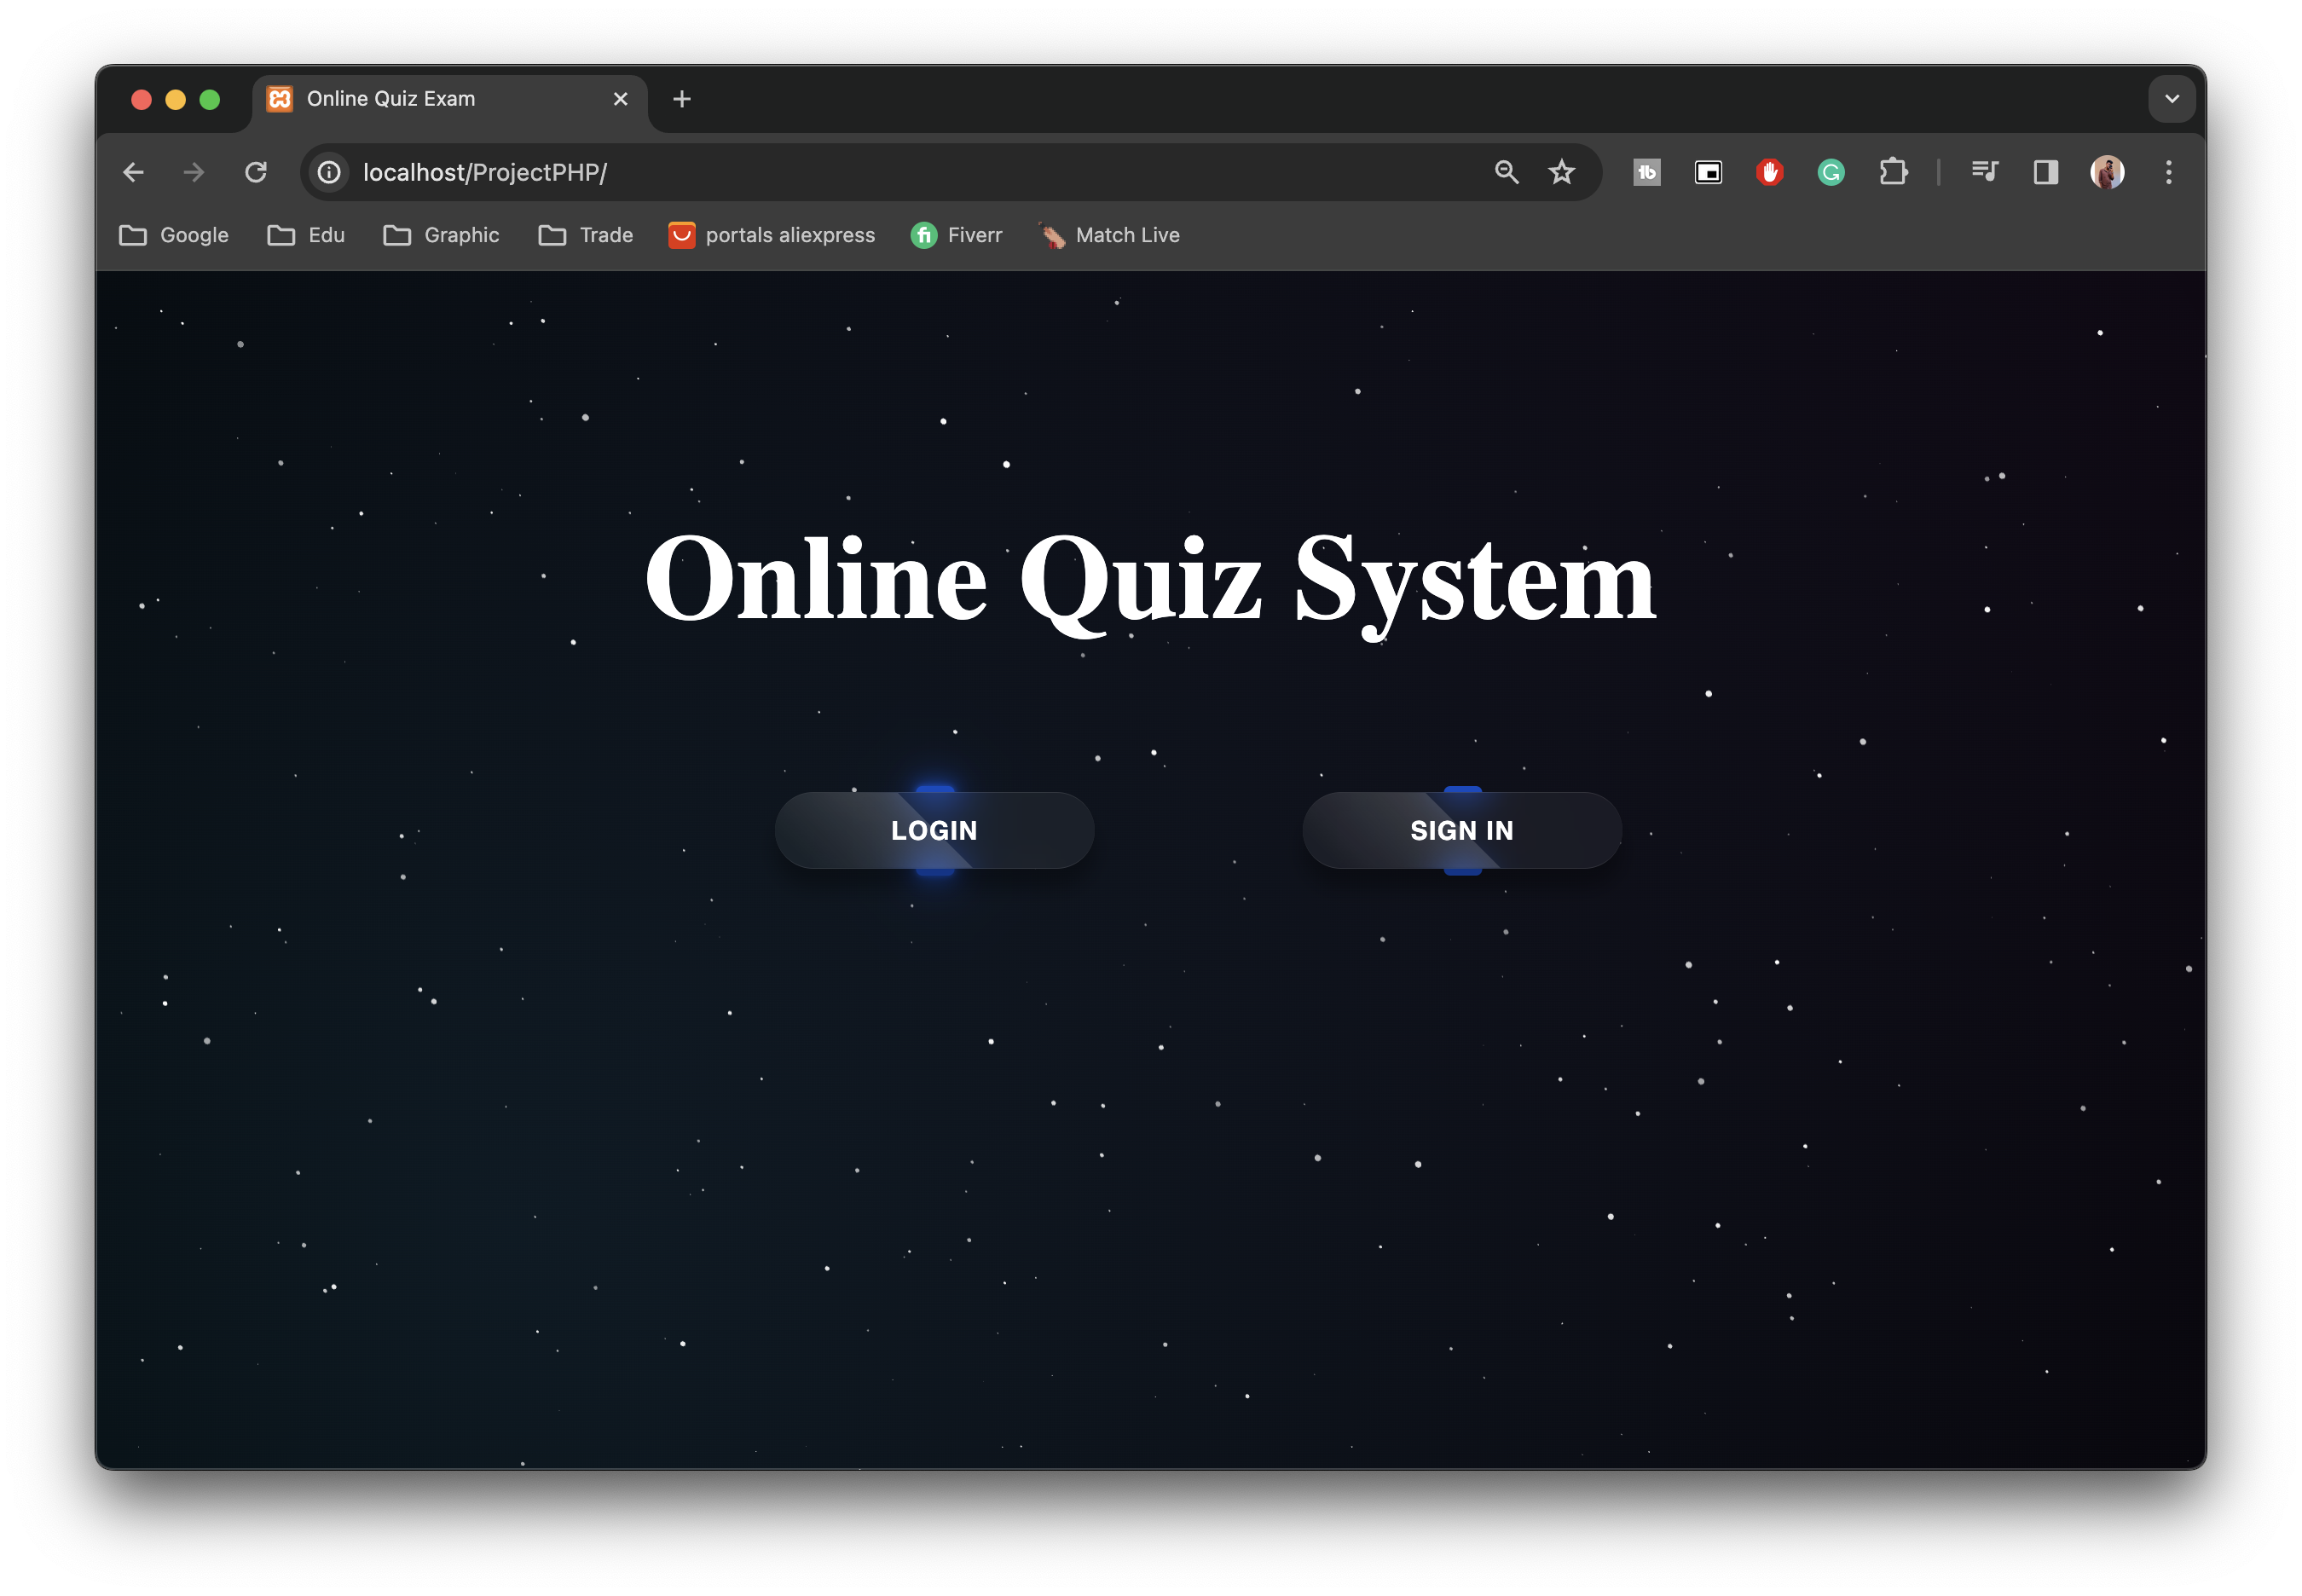 Online Quiz Exam
localhost/ProjectPHP/
Google Edu Graphic Trade portals aliexpress Fiverr Match Live
Online Quiz System
LOGIN SIGN IN